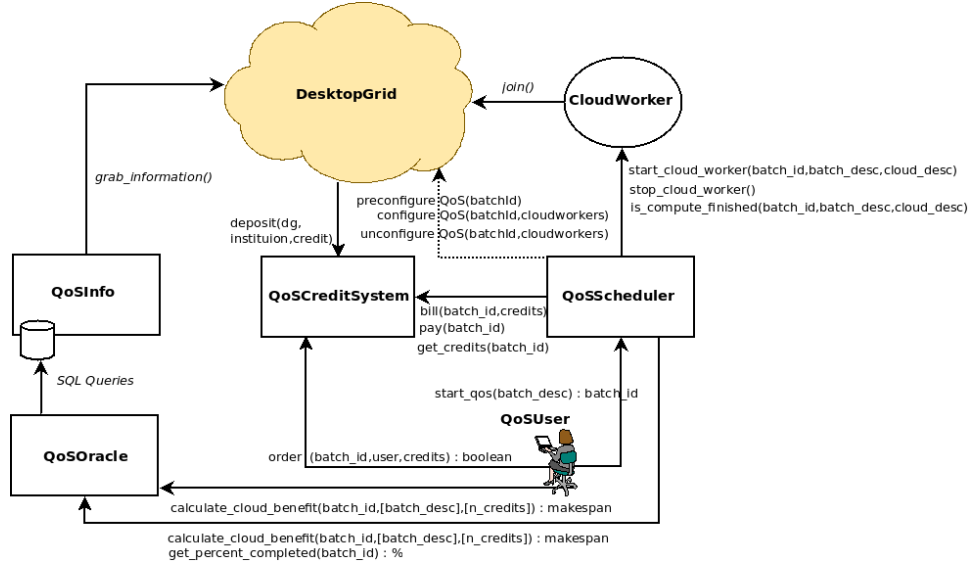 DesktopGrid
join()
CloudWorker
grab_information()
start_cloud_worker(batch_id,batch_desc,cloud_desc)
stop_cloud_worker()
is_compute_finished(batch_id,batch_desc,cloud_desc)
preconfigure QoS(batchId)
configure QoS(batchId,cloudworkers)
unconfigure QoS(batchId,cloudworkers)
deposit(dg,
instituion,credit)
QoSInfo
QoSCreditSystem
QoSScheduler
bill(batch_id,credits)
pay(batch_id)
get_credits(batch_id)
SQL Queries
start_qos(batch_desc) : batch_id
QoSUser
QoSOracle
order (batch_id,user,credits) : boolean
calculate_cloud_benefit(batch_id,[batch_desc],[n_credits]) : makespan
calculate_cloud_benefit(batch_id,[batch_desc],[n_credits]) : makespan
get_percent_completed(batch_id) : %